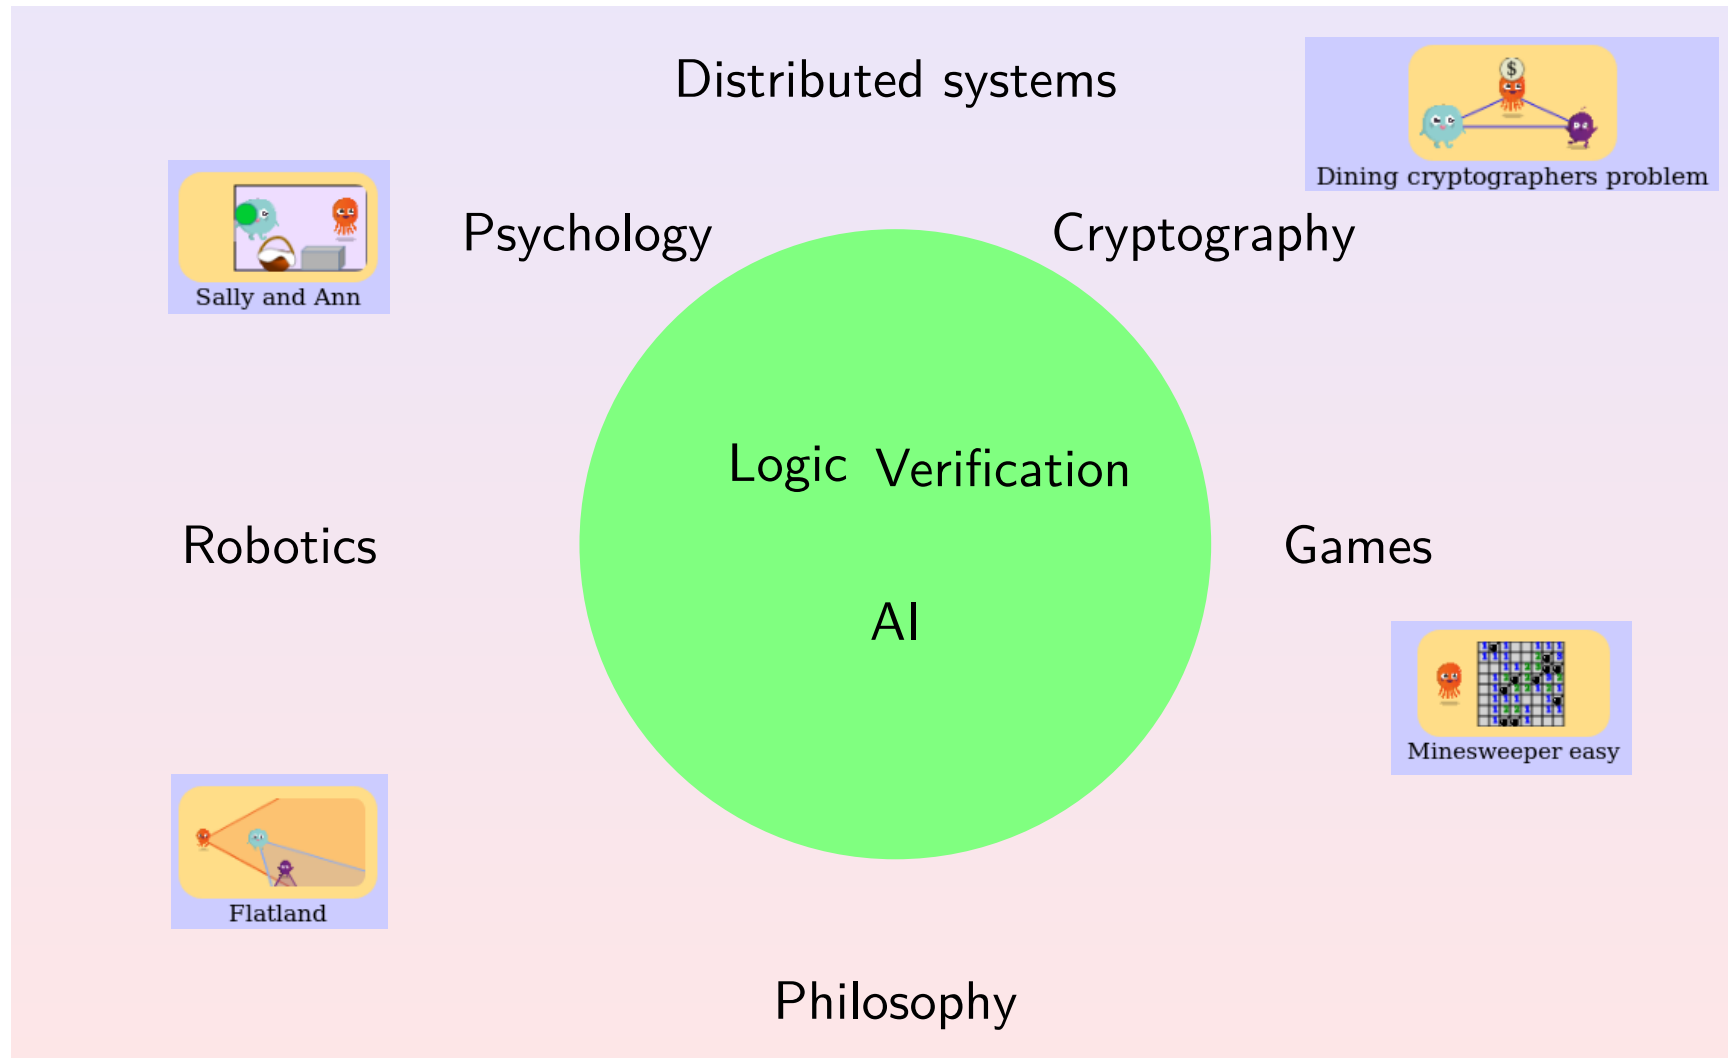 Distributed systems
$
Dining cryptographers problem
Psychology
Cryptography
Sally and Ann
Logic
Verification
Robotics
Games
AI
Minesweeper easy
Flatland
Philosophy